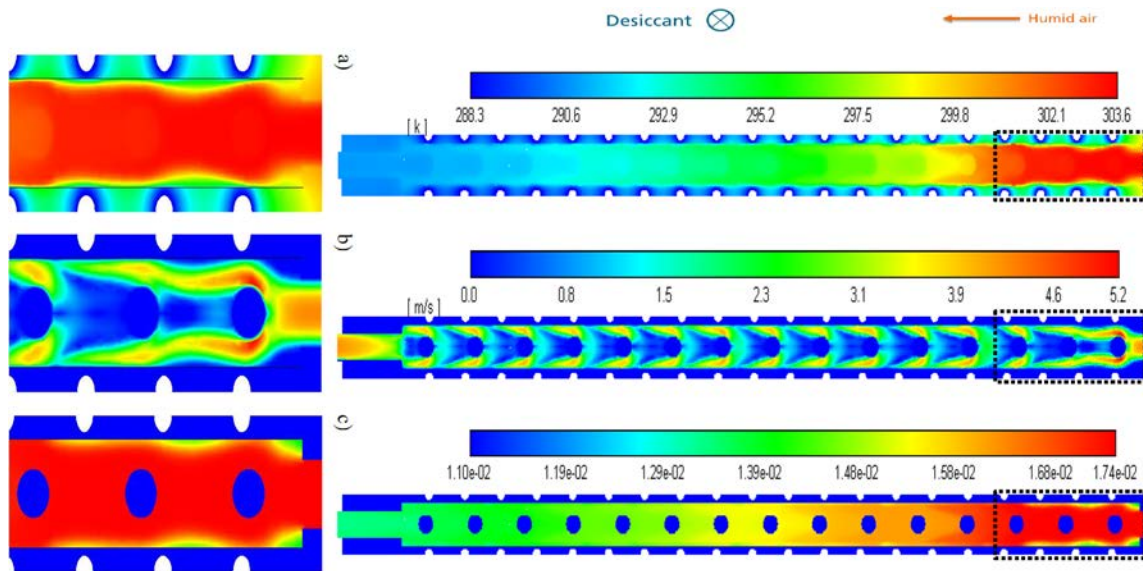 Desiccant
Humid air
a)
288.3 290.6 292.9 295.2 297.5 299.8 302.1 303.6
[ k ]
b)
0.0 0.8 1.5 2.3 3.1 3.9 4.6 5.2
[ m/s ]
c)
1.10e-02 1.19e-02 1.29e-02 1.39e-02 1.48e-02 1.58e-02 1.68e-02 1.74e-02